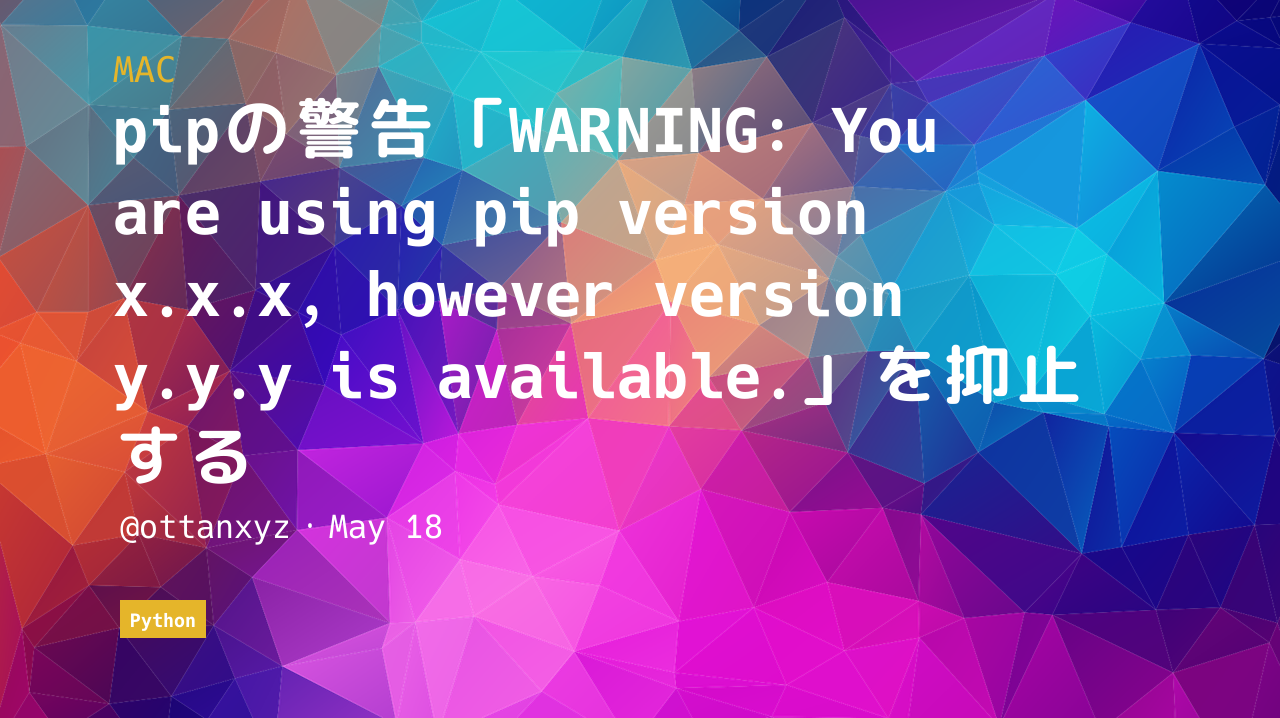 MAC
pipの警告「WARNING: You
are using pip version
x.x.x, however version
y.y.y is available.」を抑止
する
@ottanxyz · May 18
Python